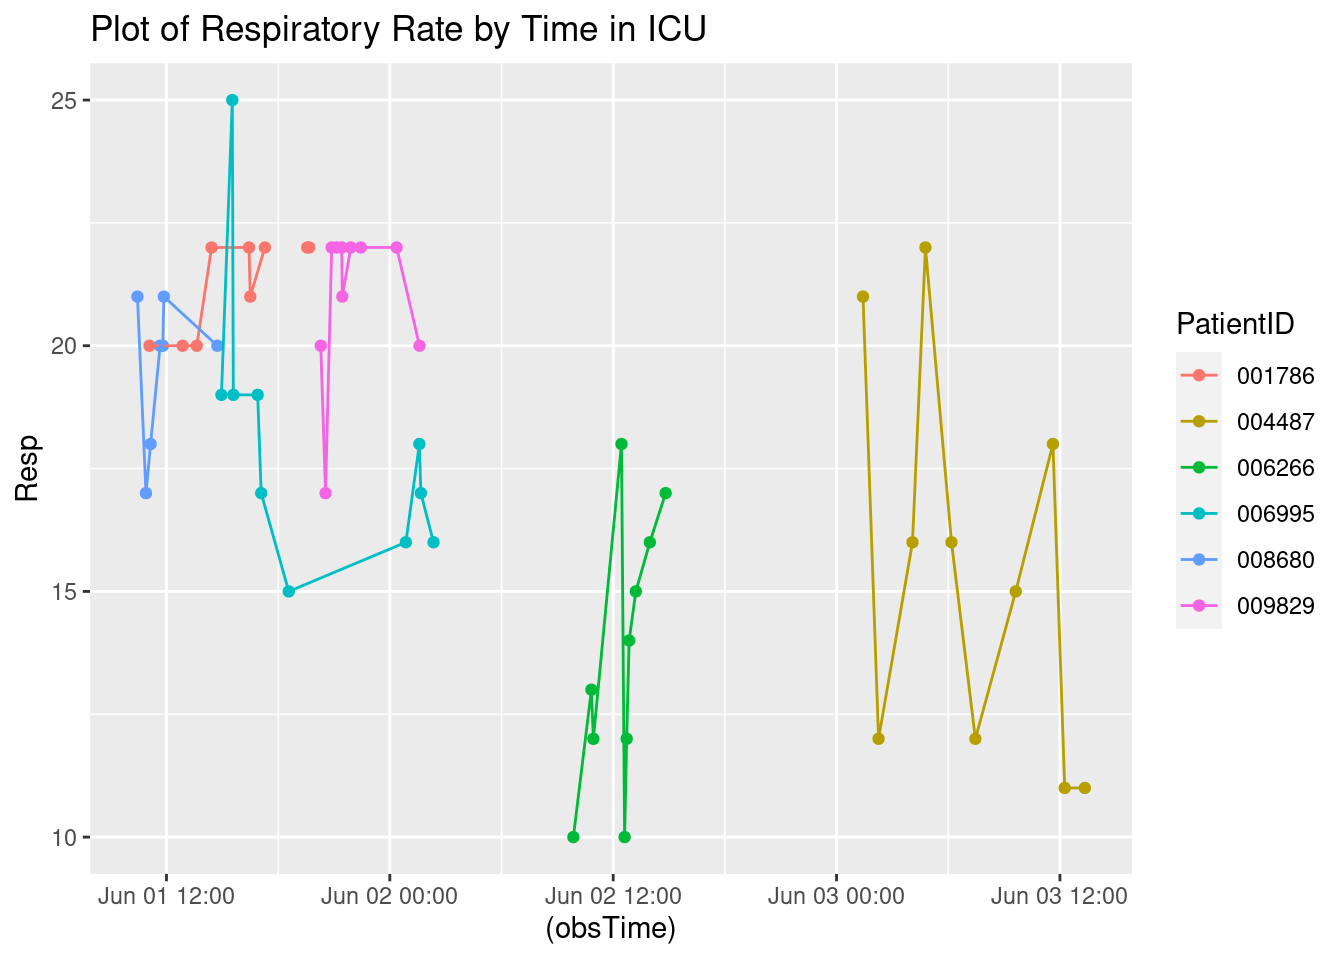 Plot of Respiratory Rate by Time in ICU
25
20
15
10
Resp
Jun 01 12:00
Jun 02 00:00
Jun 02 12:00
Jun 03 00:00
Jun 03 12:00
(obsTime)
PatientID
001786
004487
006266
006995
008680
009829